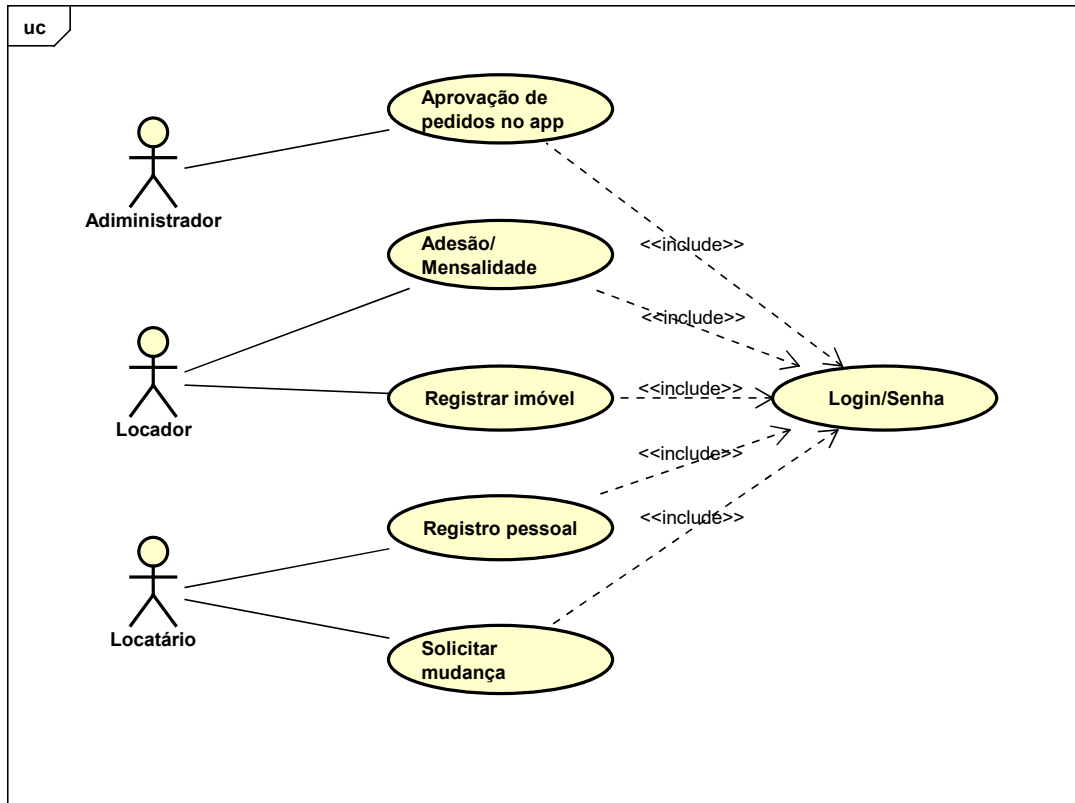 uc
Aprovação de
pedidos no app
Adiministrador
Adesão/
Mensalidade
<<include>>
<<include>>
Locador
Registrar imóvel
<<include>>
Login/Senha
<<include>>
Registro pessoal
<<include>>
Locatário
Solicitar
mudança